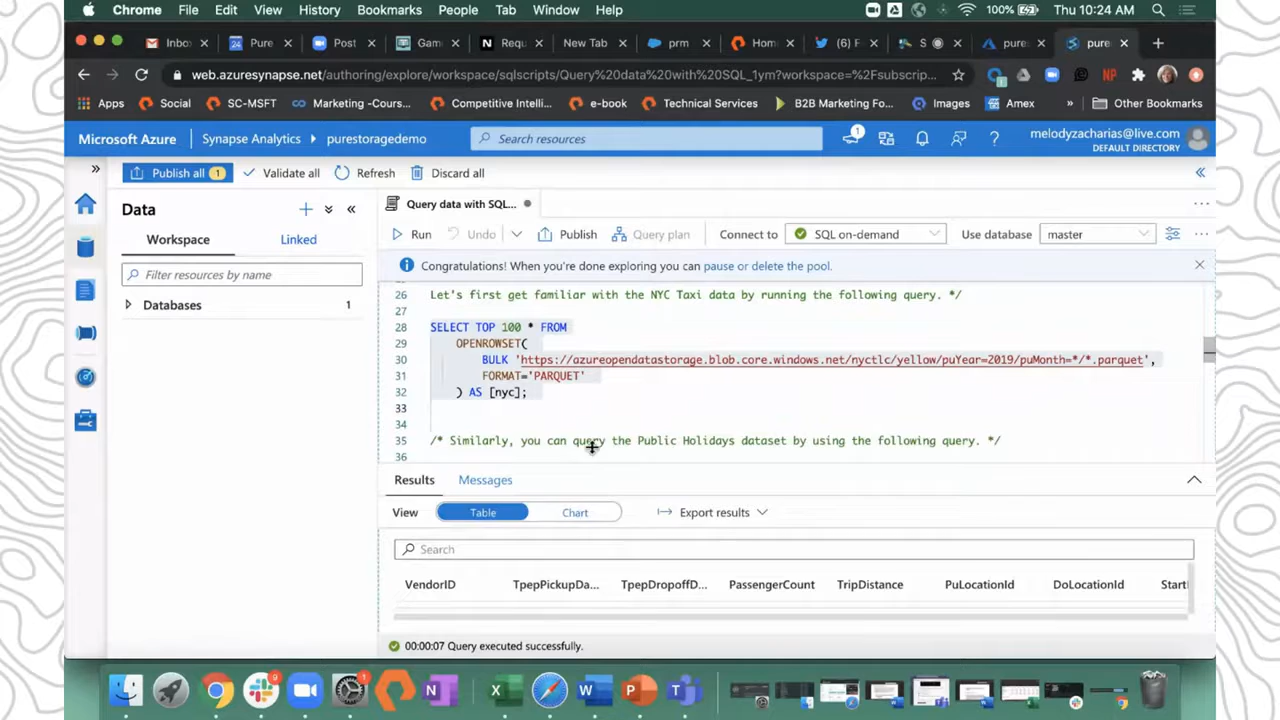 Chrome File Edit View History Bookmarks People Tab Window Help 100% Thu 10:24 AM
Inbo Pure Post Gam Requ New Tab prm Hom (6) F S pure pure
web.azuresynapse.net/authoring/explore/workspace/sqlscripts/Query%20data%20with%20SQL_1ym?workspace=%2Fsubscrip...
Apps Social SC-MSFT Marketing -Cours... Competitive Intelli... e-book Technical Services B2B Marketing Fo... Images Amex » Other Bookmarks
Microsoft Azure Synapse Analytics purestoragedemo Search resources 1 melodyzacharias@live.com
DEFAULT DIRECTORY
Publish all 1 Validate all Refresh Discard all
Data
Query data with SQL...
Workspace Linked
Run Undo Publish Query plan Connect to SQL on-demand Use database master
Filter resources by name
Congratulations! When you're done exploring you can pause or delete the pool.
Databases 1
26 Let's first get familiar with the NYC Taxi data by running the following query. */
27
28 SELECT TOP 100 * FROM
29 OPENROWSET(
30 BULK 'https://azureopendatastorage.blob.core.windows.net/nyctlc/yellow/puYear=2019/puMonth=*/*.parquet',
31 FORMAT='PARQUET'
32 ) AS [nyc];
33
34
35 /* Similarly, you can query the Public Holidays dataset by using the following query. */
36
Results Messages
View Table Chart Export results
Search
VendorID TpepPickupDa... TpepDropoffD... PassengerCount TripDistance PuLocationId DoLocationId Start
00:00:07 Query executed successfully.